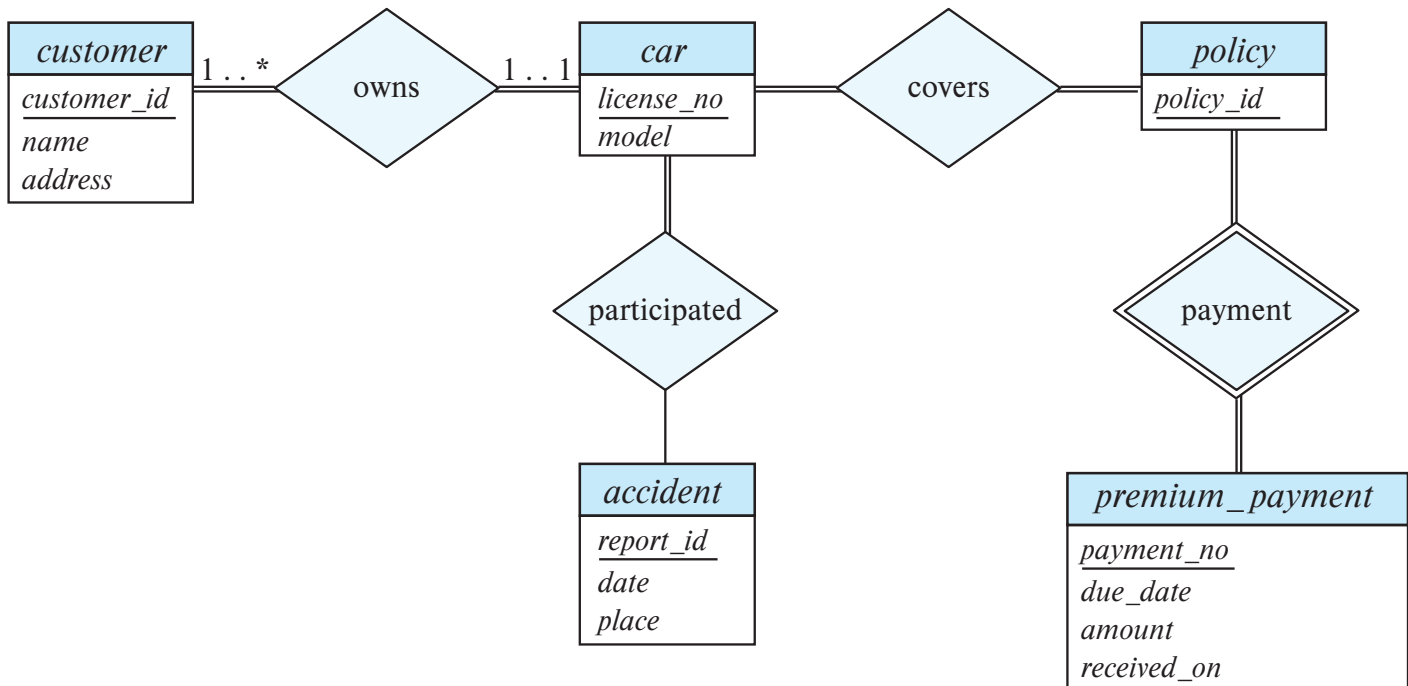 customer
customer_id
name
address
1 . . *
owns
1 . . 1
car
license_no
model
covers
policy
policy_id
participated
payment
accident
report_id
date
place
premium_payment
payment_no
due_date
amount
received_on